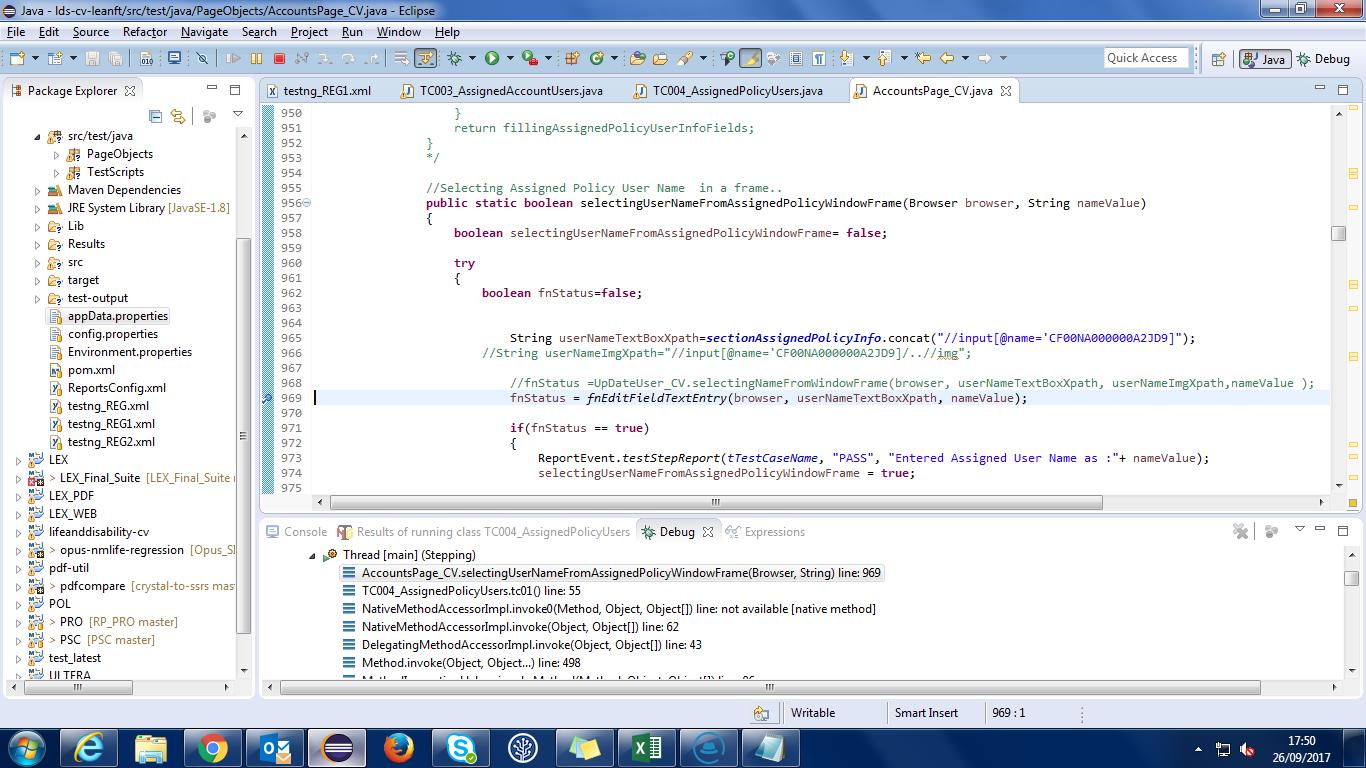 Java - lds-cv-leanft/src/test/java/PageObjects/AccountsPage_CV.java - Eclipse
File Edit Source Refactor Navigate Search Project Run Window Help
Quick Access Java Debug
Package Explorer
src/test/java
PageObjects
TestScripts
Maven Dependencies
JRE System Library [JavaSE-1.8]
Lib
Results
src
target
test-output
appData.properties
config.properties
Environment.properties
pom.xml
ReportsConfig.xml
testng_REG.xml
testng_REG1.xml
testng_REG2.xml
LEX
> LEX_Final_Suite [LEX_Final_Suite
LEX_PDF
LEX_WEB
lifeanddisability-cv
> opus-nmlife-regression [Opus_SI
pdf-util
> pdfcompare [crystal-to-ssrs mas
POL
> PRO [RP_PRO master]
> PSC [PSC master]
test_latest
ULTERA
testng_REG1.xml TC003_AssignedAccountUsers.java TC004_AssignedPolicyUsers.java AccountsPage_CV.java
950 }
951 return fillingAssignedPolicyUserInfoFields;
952 }
953 */
954
955 //Selecting Assigned Policy User Name  in a frame..
956 public static boolean selectingUserNameFromAssignedPolicyWindowFrame(Browser browser, String nameValue)
957 {
958 boolean selectingUserNameFromAssignedPolicyWindowFrame= false;
959
960 try
961 {
962 boolean fnStatus=false;
963
964
965 String userNameTextBoxXpath=sectionAssignedPolicyInfo.concat("//input[@name='CF00NA000000A2JD9]");
966 //String userNameImgXpath="//input[@name='CF00NA000000A2JD9]/..//img";
967
968 //fnStatus =UpDateUser_CV.selectingNameFromWindowFrame(browser, userNameTextBoxXpath, userNameImgXpath,nameValue );
969 fnStatus = fnEditFieldTextEntry(browser, userNameTextBoxXpath, nameValue);
970
971 if(fnStatus == true)
972 {
973 ReportEvent.testStepReport(tTestCaseName, "PASS", "Entered Assigned User Name as :"+ nameValue);
974 selectingUserNameFromAssignedPolicyWindowFrame = true;
975
Console Results of running class TC004_AssignedPolicyUsers Debug Expressions
Thread [main] (Stepping)
AccountsPage_CV.selectingUserNameFromAssignedPolicyWindowFrame(Browser, String) line: 969
TC004_AssignedPolicyUsers.tc01() line: 55
NativeMethodAccessorImpl.invoke0(Method, Object, Object[]) line: not available [native method]
NativeMethodAccessorImpl.invoke(Object, Object[]) line: 62
DelegatingMethodAccessorImpl.invoke(Object, Object[]) line: 43
Method.invoke(Object, Object...) line: 498
Writable Smart Insert 969 : 1
17:50
26/09/2017